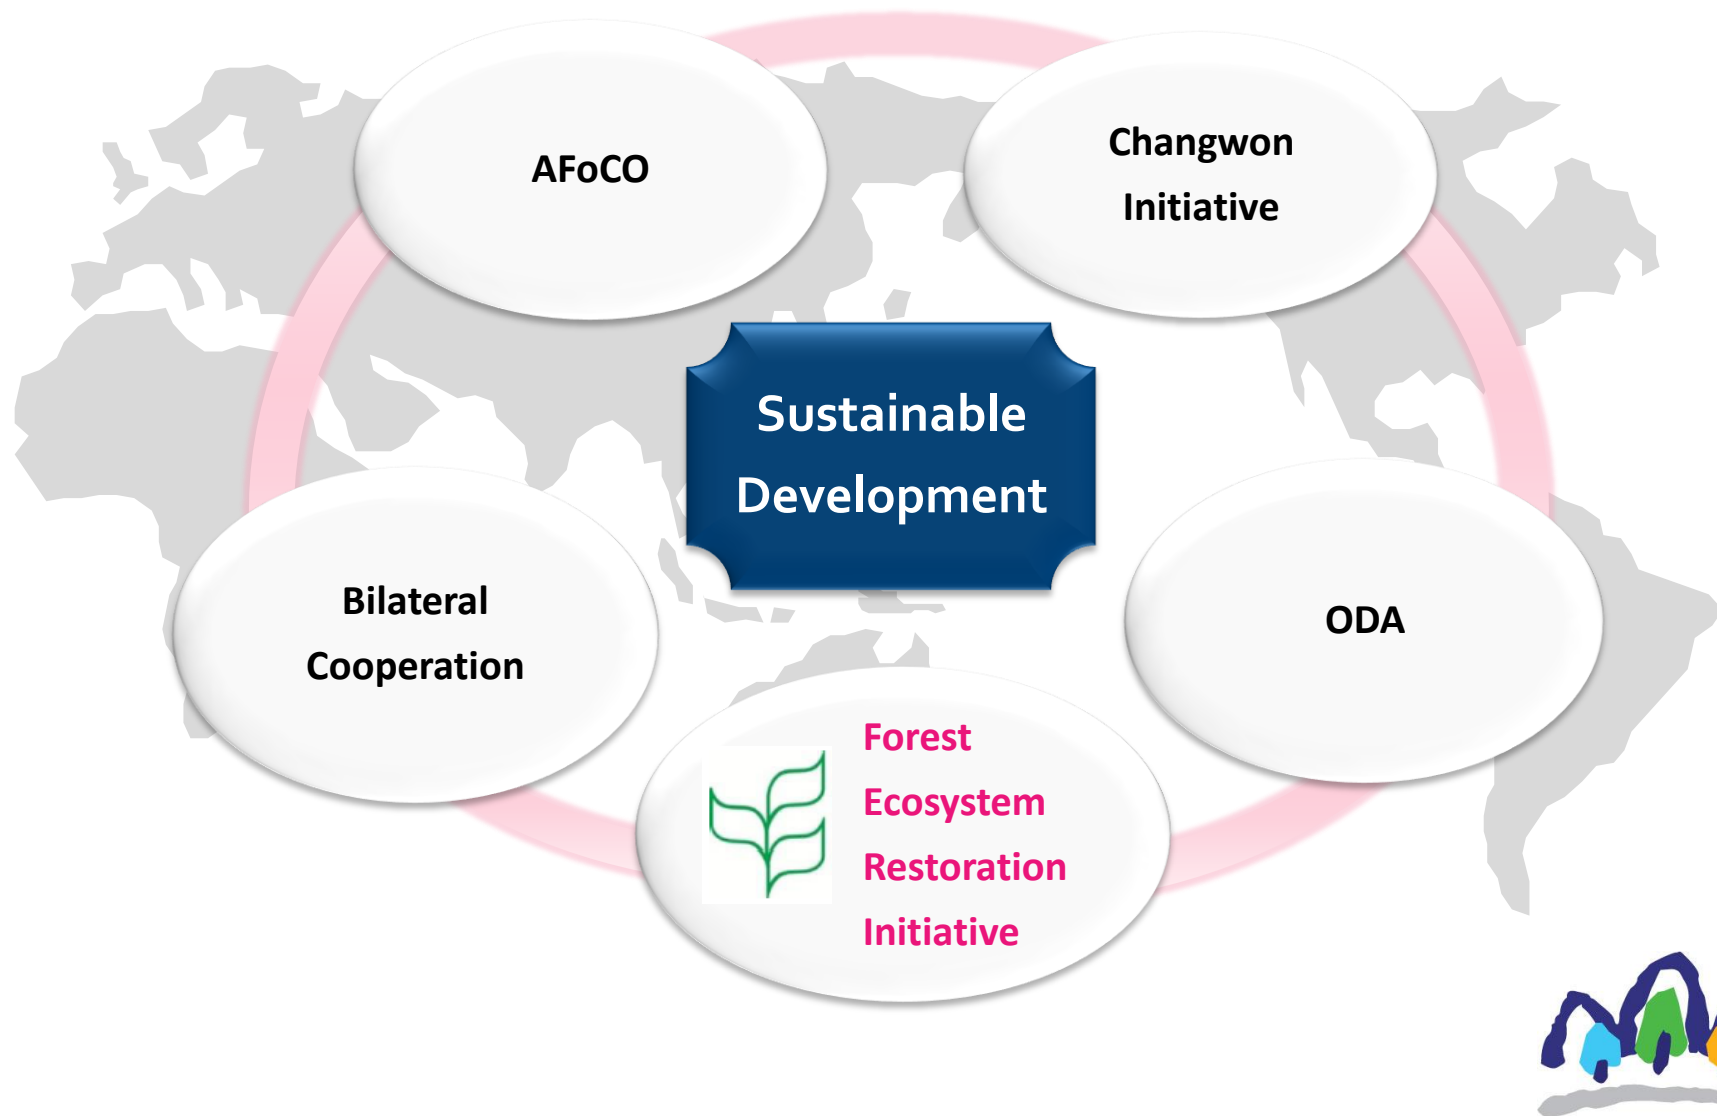 AFoCO
Changwon
Initiative
Sustainable
Development
Bilateral
Cooperation
ODA
Forest
Ecosystem
Restoration
Initiative